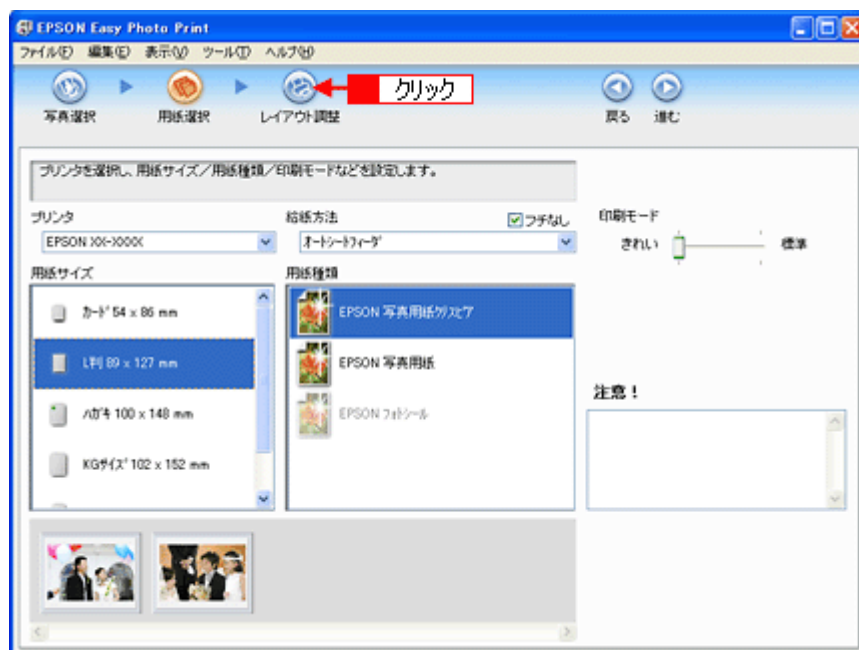 EPSON Easy Photo Print
ファイル(F) 編集(E) 表示(V) ツール(T) ヘルプ(H)
クリック
写真選択 用紙選択 レイアウト調整 戻る 進む
プリンタを選択し、用紙サイズ/用紙種類/印刷モードなどを設定します。
プリンタ 給紙方法 フチなし 印刷モード
EPSON XX-XXXX オートシートフィーダ きれい 標準
用紙サイズ 用紙種類
カード 54 x 86 mm
EPSON 写真用紙クリスピア
L判 89 x 127 mm
EPSON 写真用紙
注意!
ハガキ 100 x 148 mm
EPSON フォトシール
KGサイズ 102 x 152 mm